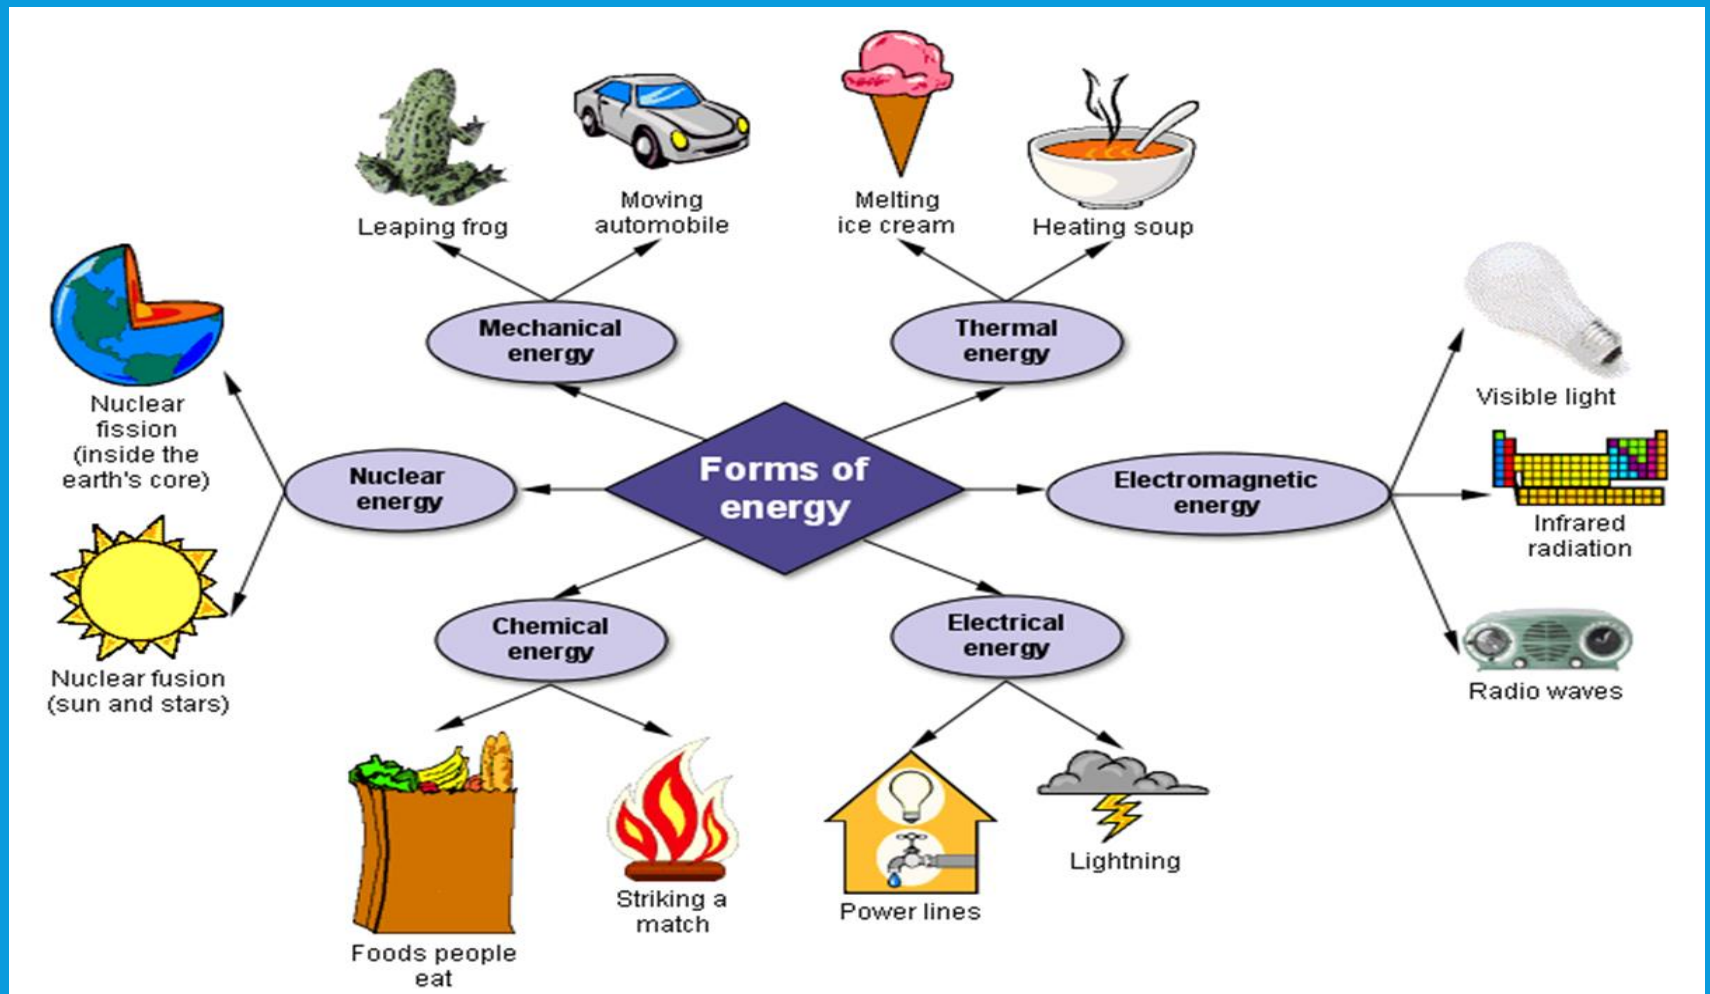 Leaping frog
Moving
automobile
Melting
ice cream
Heating soup
Mechanical
energy
Thermal
energy
Nuclear
fission
(inside the
earth's core)
Visible light
Nuclear
energy
Forms of
energy
Electromagnetic
energy
Infrared
radiation
Nuclear fusion
(sun and stars)
Chemical
energy
Electrical
energy
Radio waves
Foods people
eat
Striking a
match
Power lines
Lightning